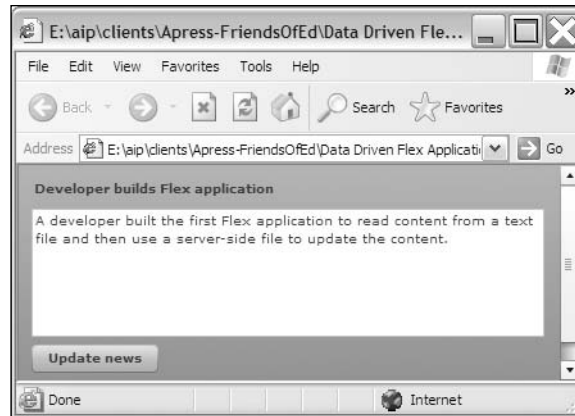 E:\aip\clients\Apress-FriendsOfEd\Data Driven Fle...
File Edit View Favorites Tools Help
Back Search Favorites »
Address E:\aip\clients\Apress-FriendsOfEd\Data Driven Flex Applicati Go
Developer builds Flex application
A developer built the first Flex application to read content from a text
file and then use a server-side file to update the content.
Update news
Done Internet